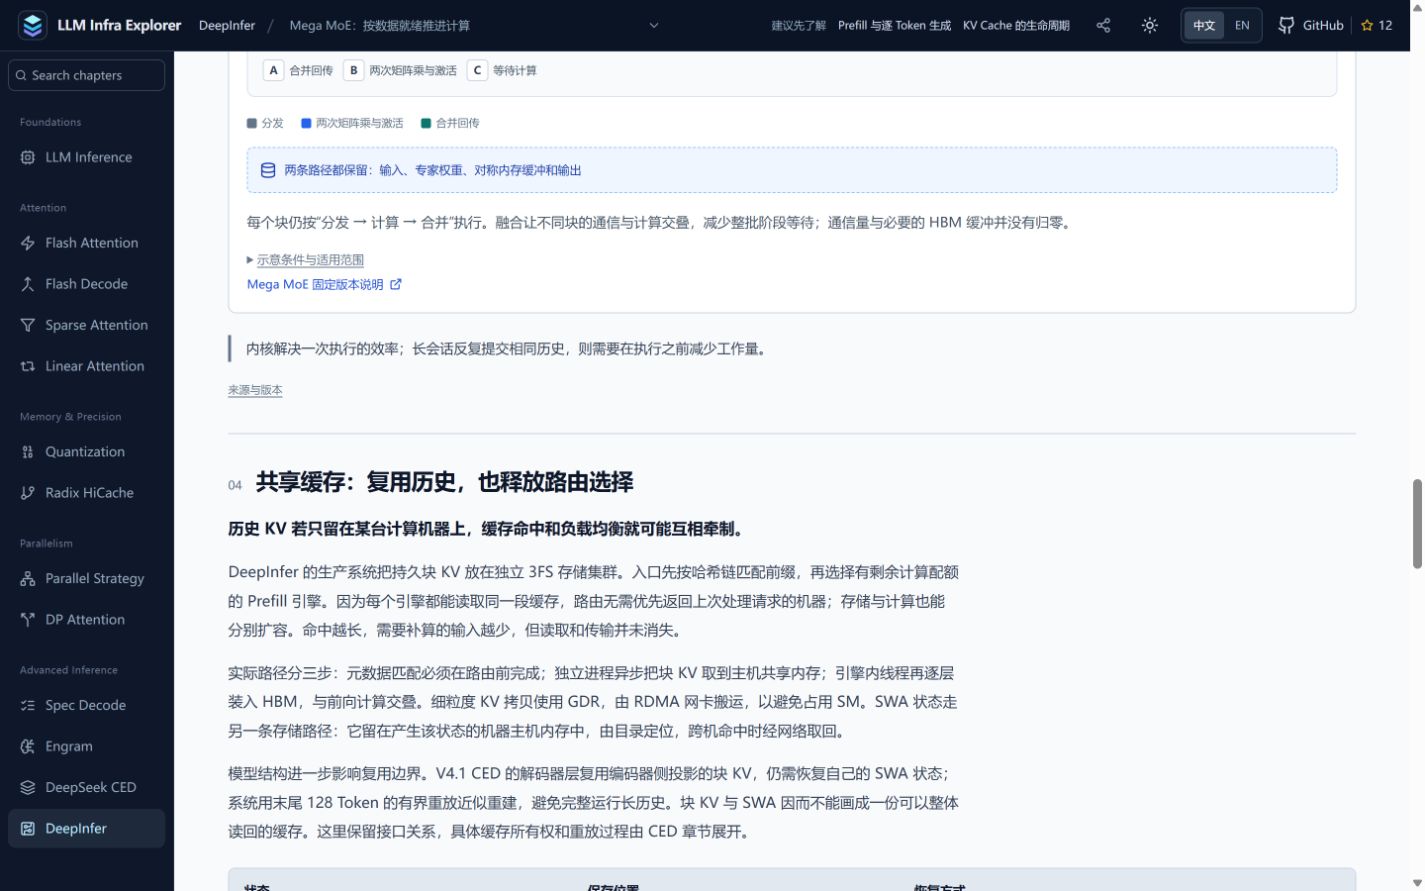 LLM Infra Explorer
DeepInfer / Mega MoE：按数据就绪推进计算
建议先了解 Prefill 与逐 Token 生成 KV Cache 的生命周期
中文 EN GitHub 12
Search chapters
Foundations
LLM Inference
Attention
Flash Attention
Flash Decode
Sparse Attention
Linear Attention
Memory & Precision
Quantization
Radix HiCache
Parallelism
Parallel Strategy
DP Attention
Advanced Inference
Spec Decode
Engram
DeepSeek CED
DeepInfer
A 合并回传 B 两次矩阵乘与激活 C 等待计算
分发 两次矩阵乘与激活 合并回传
两条路径都保留：输入、专家权重、对称内存缓冲和输出
每个块仍按“分发 → 计算 → 合并”执行。融合让不同块的通信与计算交叠，减少整批阶段等待；通信量与必要的 HBM 缓冲并没有归零。
示意条件与适用范围
Mega MoE 固定版本说明
内核解决一次执行的效率；长会话反复提交相同历史，则需要在执行之前减少工作量。
来源与版本
04 共享缓存：复用历史，也释放路由选择
历史 KV 若只留在某台计算机器上，缓存命中和负载均衡就可能互相牵制。
DeepInfer 的生产系统把持久块 KV 放在独立 3FS 存储集群。入口先按哈希链匹配前缀，再选择有剩余计算配额
的 Prefill 引擎。因为每个引擎都能读取同一段缓存，路由无需优先返回上次处理请求的机器；存储与计算也能
分别扩容。命中越长，需要补算的输入越少，但读取和传输并未消失。
实际路径分三步：元数据匹配必须在路由前完成；独立进程异步把块 KV 取到主机共享内存；引擎内线程再逐层
装入 HBM，与前向计算交叠。细粒度 KV 拷贝使用 GDR，由 RDMA 网卡搬运，以避免占用 SM。SWA 状态走
另一条存储路径：它留在产生该状态的机器主机内存中，由目录定位，跨机命中时经网络取回。
模型结构进一步影响复用边界。V4.1 CED 的解码器层复用编码器侧投影的块 KV，仍需恢复自己的 SWA 状态；
系统用末尾 128 Token 的有界重放近似重建，避免完整运行长历史。块 KV 与 SWA 因而不能画成一份可以整体
读回的缓存。这里保留接口关系，具体缓存所有权和重放过程由 CED 章节展开。
状态 保存位置 恢复方式